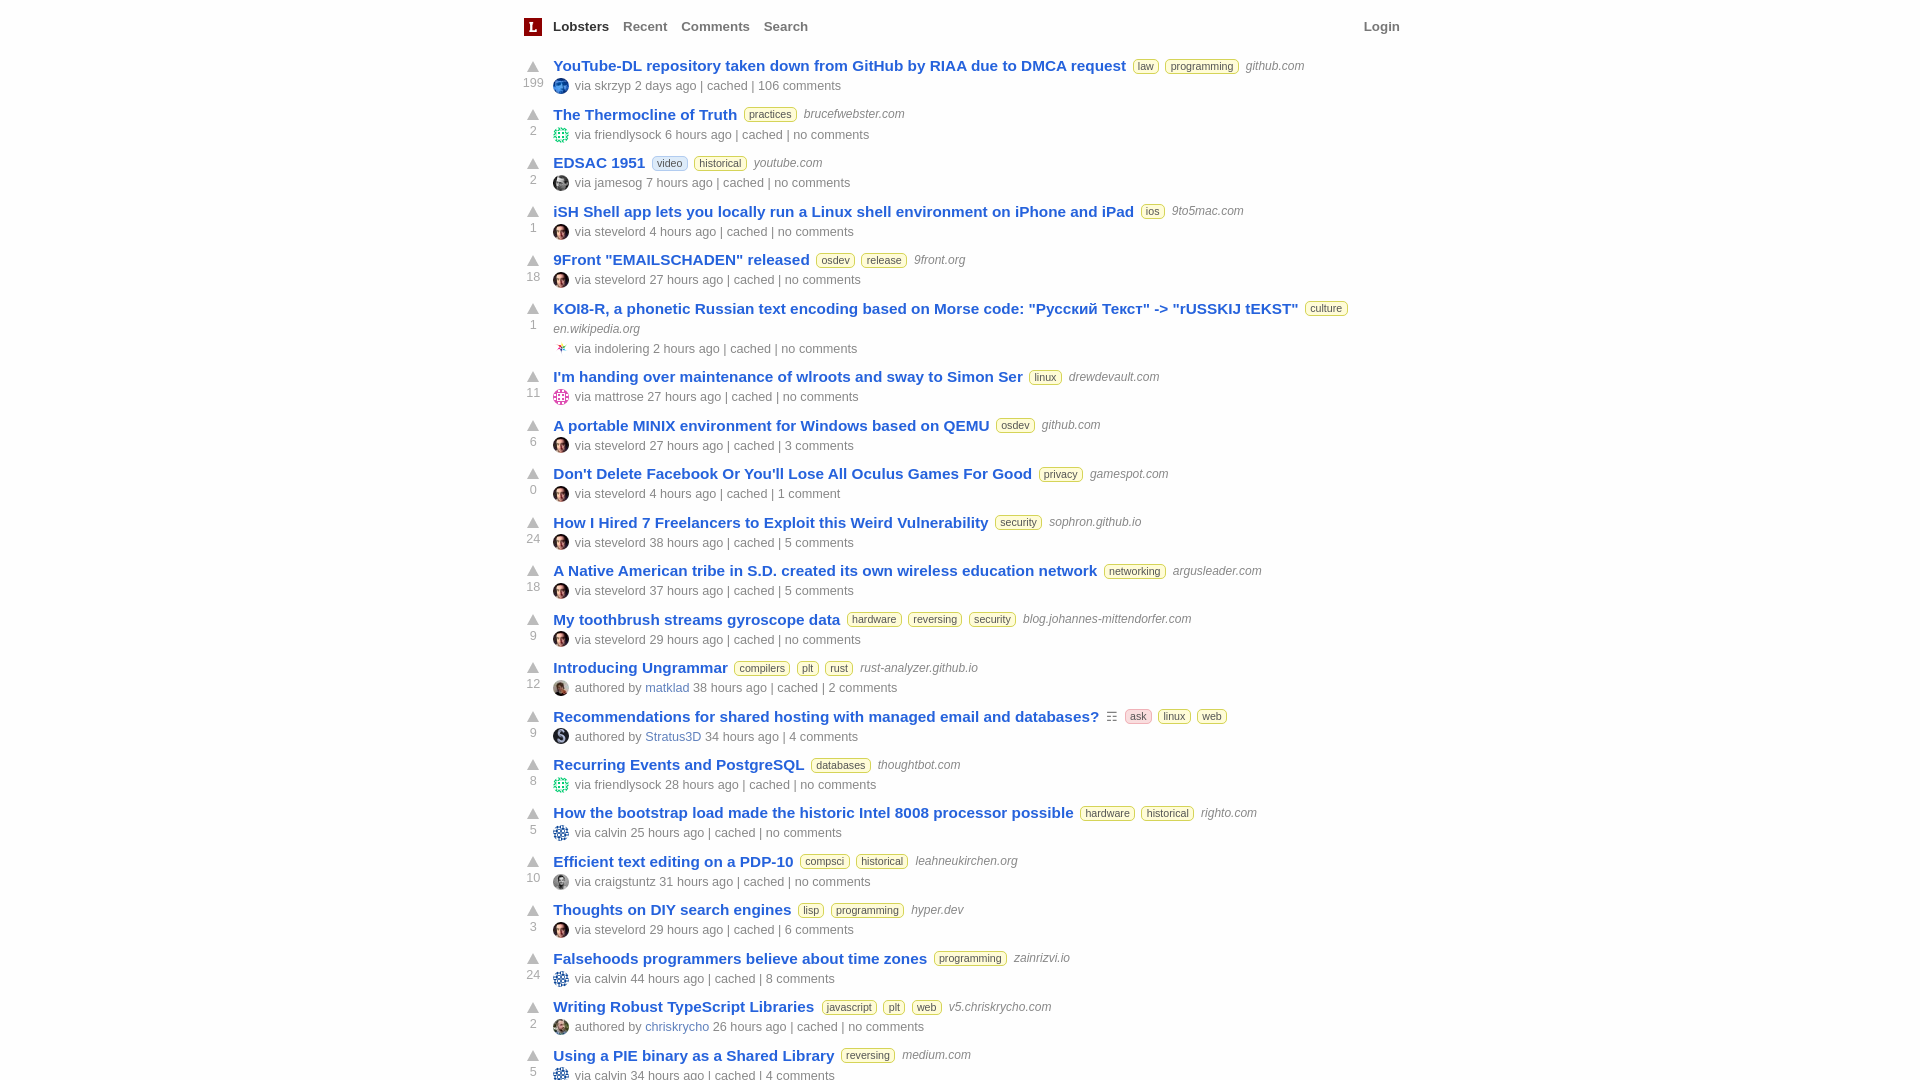 L Lobsters Recent Comments Search Login
YouTube-DL repository taken down from GitHub by RIAA due to DMCA request law programming github.com
199 via skrzyp 2 days ago | cached | 106 comments
The Thermocline of Truth practices brucefwebster.com
2 via friendlysock 6 hours ago | cached | no comments
EDSAC 1951 video historical youtube.com
2 via jamesog 7 hours ago | cached | no comments
iSH Shell app lets you locally run a Linux shell environment on iPhone and iPad ios 9to5mac.com
1 via stevelord 4 hours ago | cached | no comments
9Front "EMAILSCHADEN" released osdev release 9front.org
18 via stevelord 27 hours ago | cached | no comments
KOI8-R, a phonetic Russian text encoding based on Morse code: "Русский Текст" -> "rUSSKIJ tEKST" culture
1 en.wikipedia.org
via indolering 2 hours ago | cached | no comments
I'm handing over maintenance of wlroots and sway to Simon Ser linux drewdevault.com
11 via mattrose 27 hours ago | cached | no comments
A portable MINIX environment for Windows based on QEMU osdev github.com
6 via stevelord 27 hours ago | cached | 3 comments
Don't Delete Facebook Or You'll Lose All Oculus Games For Good privacy gamespot.com
0 via stevelord 4 hours ago | cached | 1 comment
How I Hired 7 Freelancers to Exploit this Weird Vulnerability security sophron.github.io
24 via stevelord 38 hours ago | cached | 5 comments
A Native American tribe in S.D. created its own wireless education network networking argusleader.com
18 via stevelord 37 hours ago | cached | 5 comments
My toothbrush streams gyroscope data hardware reversing security blog.johannes-mittendorfer.com
9 via stevelord 29 hours ago | cached | no comments
Introducing Ungrammar compilers plt rust rust-analyzer.github.io
12 authored by matklad 38 hours ago | cached | 2 comments
Recommendations for shared hosting with managed email and databases? ☶ ask linux web
9 authored by Stratus3D 34 hours ago | 4 comments
Recurring Events and PostgreSQL databases thoughtbot.com
8 via friendlysock 28 hours ago | cached | no comments
How the bootstrap load made the historic Intel 8008 processor possible hardware historical righto.com
5 via calvin 25 hours ago | cached | no comments
Efficient text editing on a PDP-10 compsci historical leahneukirchen.org
10 via craigstuntz 31 hours ago | cached | no comments
Thoughts on DIY search engines lisp programming hyper.dev
3 via stevelord 29 hours ago | cached | 6 comments
Falsehoods programmers believe about time zones programming zainrizvi.io
24 via calvin 44 hours ago | cached | 8 comments
Writing Robust TypeScript Libraries javascript plt web v5.chriskrycho.com
2 authored by chriskrycho 26 hours ago | cached | no comments
Using a PIE binary as a Shared Library reversing medium.com
5 via calvin 34 hours ago | cached | 4 comments